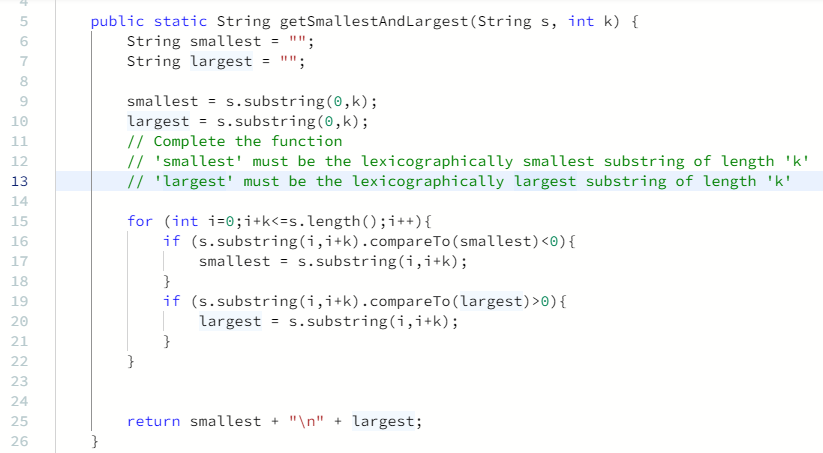 4
5 public static String getSmallestAndLargest(String s, int k) {
6 String smallest = "";
7 String largest = "";
8
9 smallest = s.substring(0,k);
10 largest = s.substring(0,k);
11 // Complete the function
12 // 'smallest' must be the lexicographically smallest substring of length 'k'
13 // 'largest' must be the lexicographically largest substring of length 'k'
14
15 for (int i=0;i+k<=s.length();i++){
16 if (s.substring(i,i+k).compareTo(smallest)<0){
17 smallest = s.substring(i,i+k);
18 }
19 if (s.substring(i,i+k).compareTo(largest)>0){
20 largest = s.substring(i,i+k);
21 }
22 }
23
24
25 return smallest + "\n" + largest;
26 }